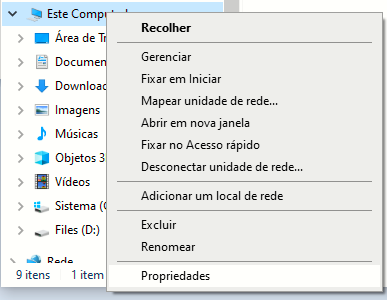 Este Computad
Recolher
Área de Tr
Gerenciar
Documen
Fixar em Iniciar
Downloa
Mapear unidade de rede...
Imagens
Abrir em nova janela
Músicas
Fixar no Acesso rápido
Objetos 3
Desconectar unidade de rede...
Vídeos
Adicionar um local de rede
Sistema (C
Excluir
Files (D:)
Renomear
Rede
Propriedades
9 itens 1 item